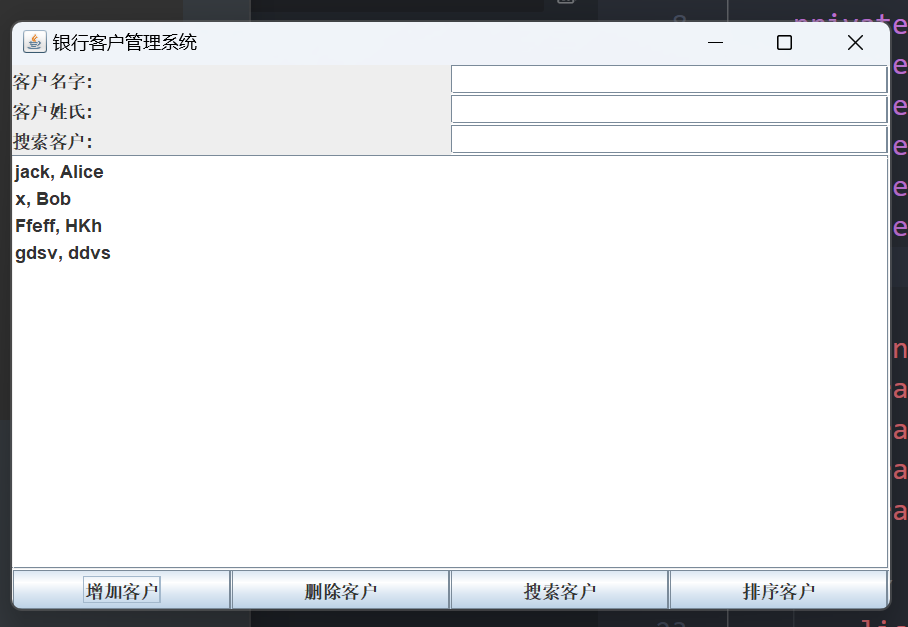 银行客户管理系统
客户名字:
客户姓氏:
搜索客户:
jack, Alice
x, Bob
Ffeff, HKh
gdsv, ddvs
增加客户 删除客户 搜索客户 排序客户